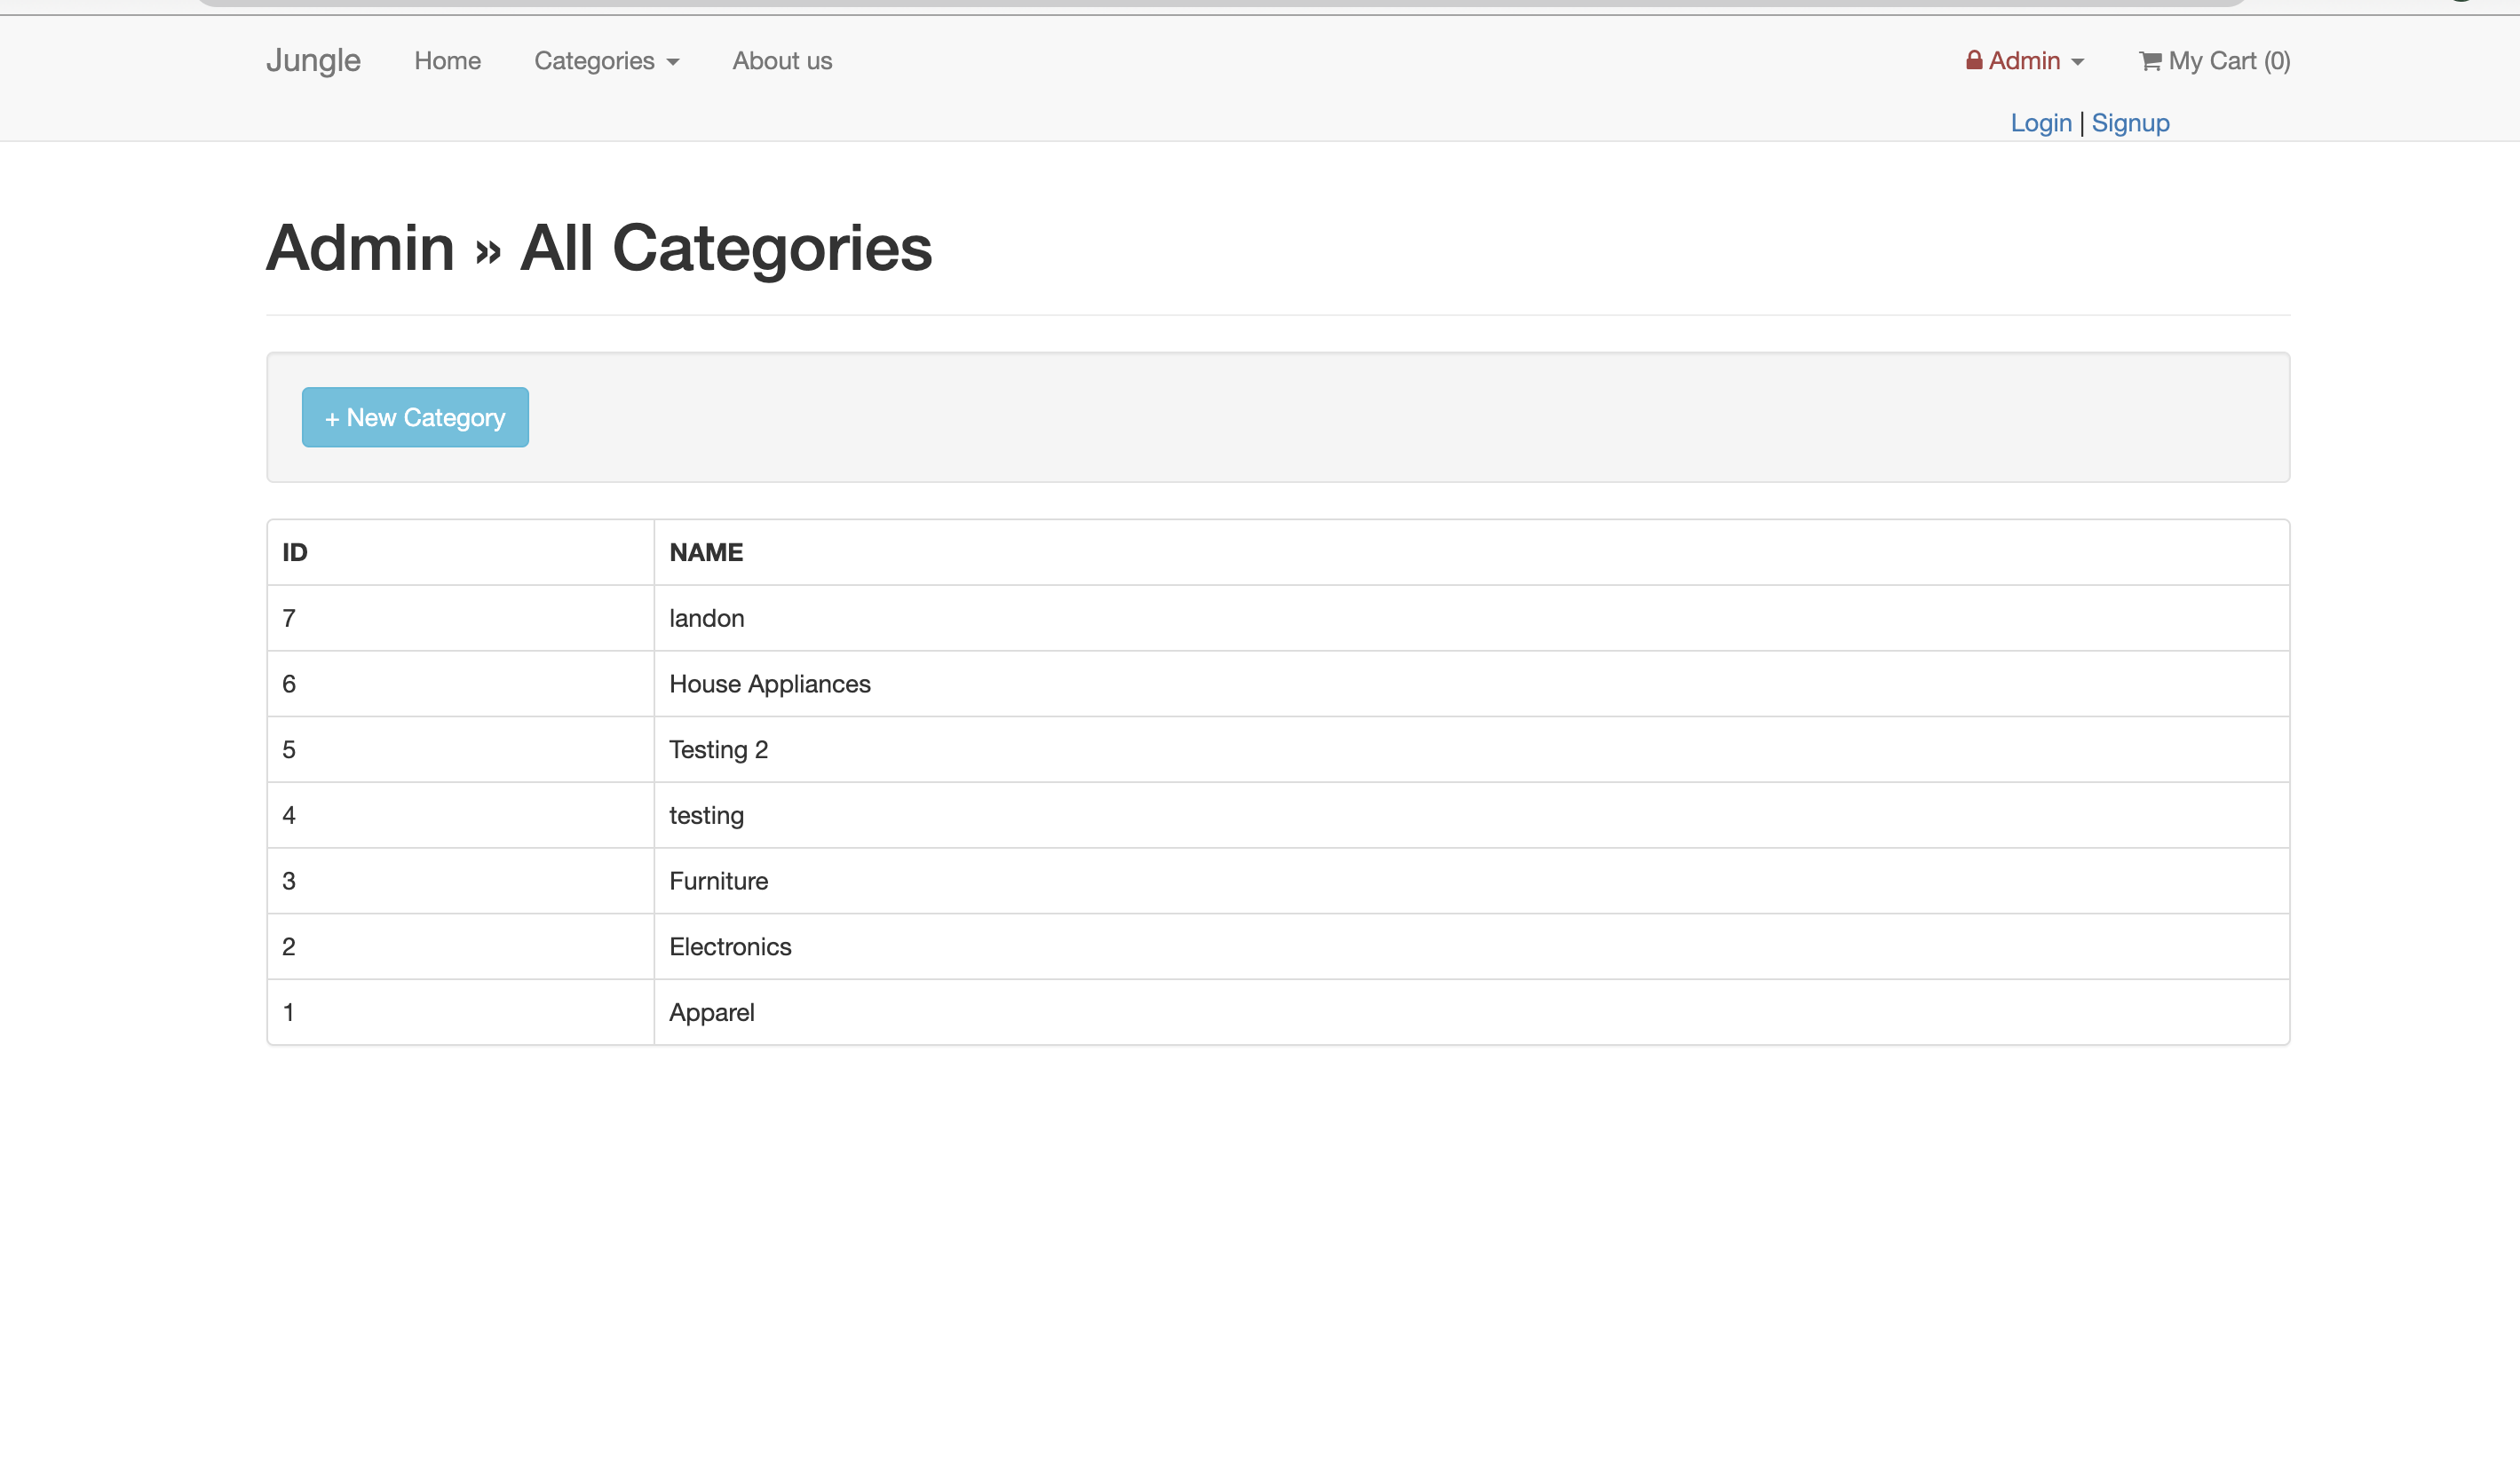 Jungle Home Categories About us Admin My Cart (0)
Login | Signup
Admin » All Categories
+ New Category
ID NAME
7 landon
6 House Appliances
5 Testing 2
4 testing
3 Furniture
2 Electronics
1 Apparel